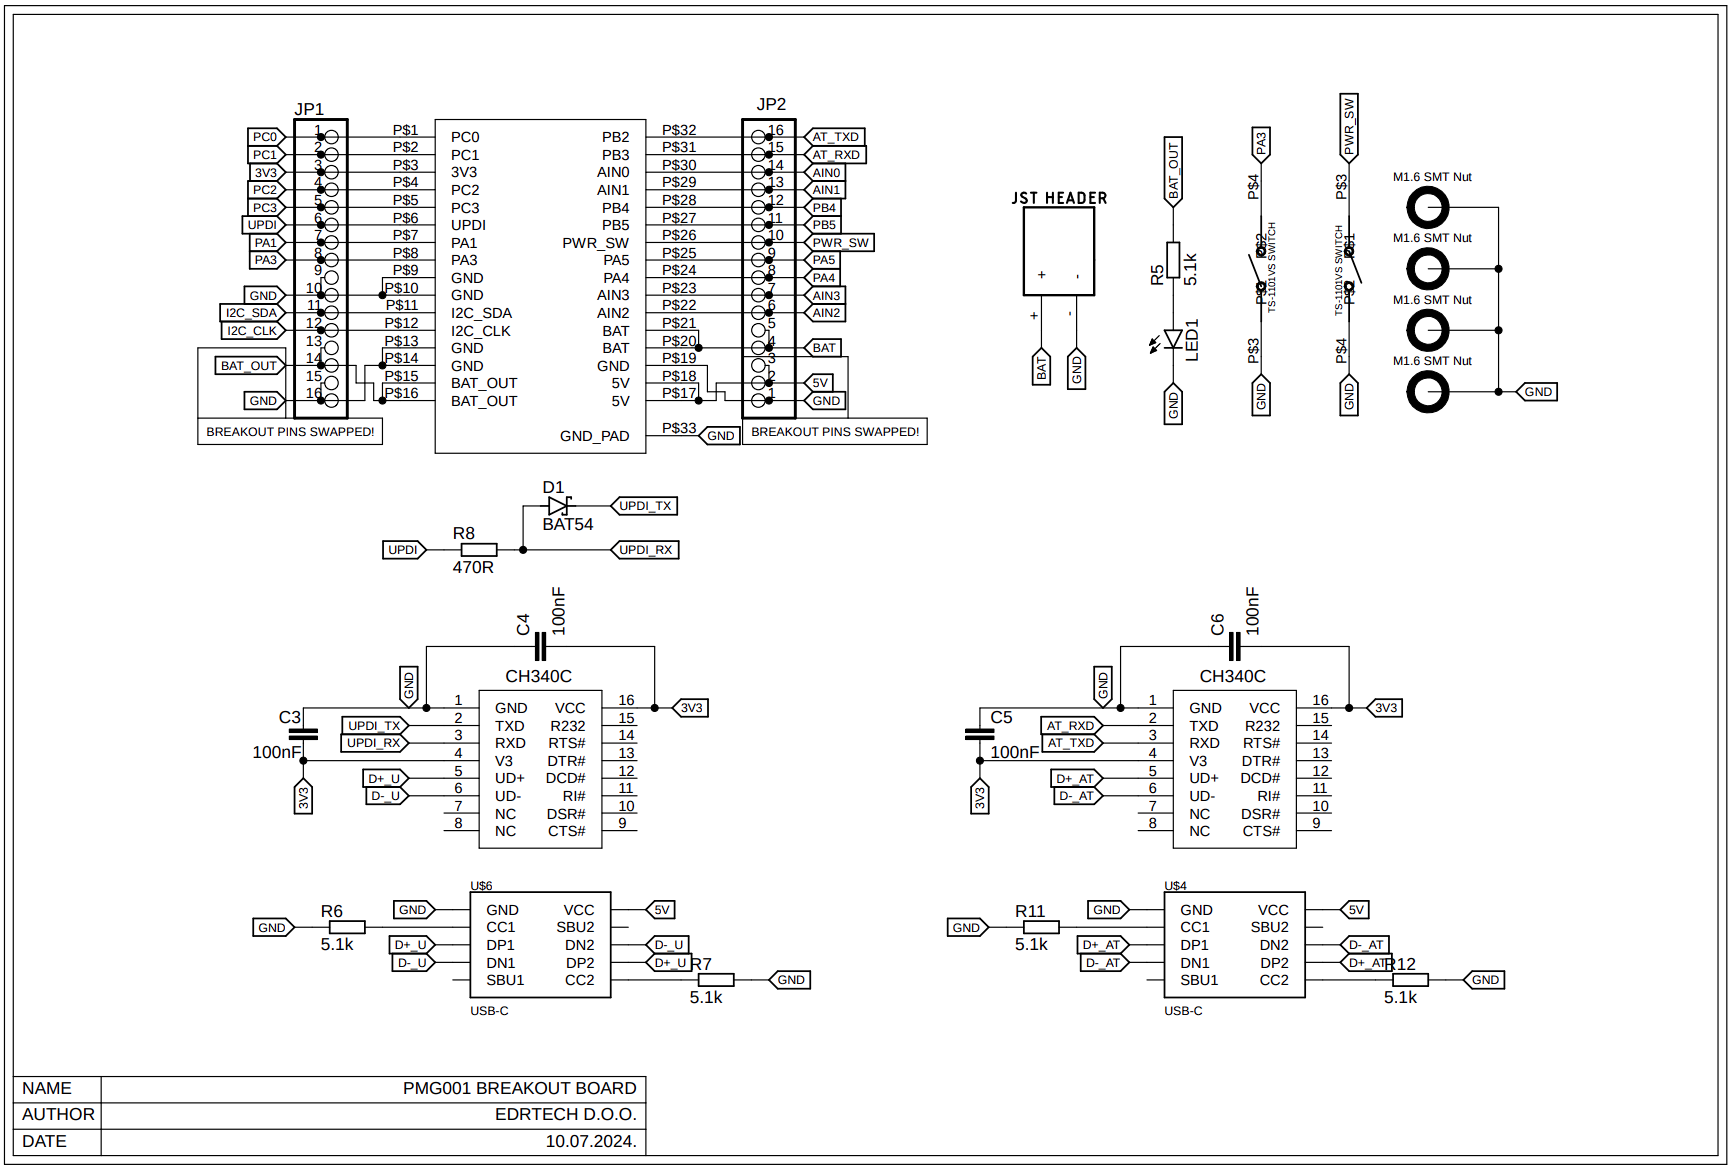 JP1
PC0 1 P$1 PC0
PC1 2 P$2 PC1
3V3 3 P$3 3V3
PC2 4 P$4 PC2
PC3 5 P$5 PC3
UPDI 6 P$6 UPDI
PA1 7 P$7 PA1
PA3 8 P$8 PA3
9 P$9 GND
GND 10 P$10 GND
I2C_SDA 11 P$11 I2C_SDA
I2C_CLK 12 P$12 I2C_CLK
13 P$13 GND
BAT_OUT 14 P$14 GND
15 P$15 BAT_OUT
GND 16 P$16 BAT_OUT
BREAKOUT PINS SWAPPED!
JP2
PB2 P$32 16 AT_TXD
PB3 P$31 15 AT_RXD
AIN0 P$30 14 AIN0
AIN1 P$29 13 AIN1
PB4 P$28 12 PB4
PB5 P$27 11 PB5
PWR_SW P$26 10 PWR_SW
PA5 P$25 9 PA5
PA4 P$24 8 PA4
AIN3 P$23 7 AIN3
AIN2 P$22 6 AIN2
BAT P$21 5
BAT P$20 4 BAT
GND P$19 3
5V P$18 2 5V
5V P$17 1 GND
GND_PAD P$33 GND
BREAKOUT PINS SWAPPED!
JST HEADER
+ -
+ -
BAT GND
BAT_OUT
R5
5.1k
LED1
GND
PA3
P$4
P$2
TS-1101VS SWITCH
P$1
P$3
GND
PWR_SW
P$3
P$1
TS-1101VS SWITCH
P$2
P$4
GND
M1.6 SMT Nut
M1.6 SMT Nut
M1.6 SMT Nut
M1.6 SMT Nut
GND
D1
BAT54
UPDI_TX
R8
UPDI
470R
UPDI_RX
C4
100nF
CH340C
GND
C3
100nF
3V3
1 GND VCC 16 3V3
UPDI_TX 2 TXD R232 15
UPDI_RX 3 RXD RTS# 14
4 V3 DTR# 13
D+_U 5 UD+ DCD# 12
D-_U 6 UD- RI# 11
7 NC DSR# 10
8 NC CTS# 9
C6
100nF
CH340C
GND
C5
100nF
3V3
1 GND VCC 16 3V3
AT_RXD 2 TXD R232 15
AT_TXD 3 RXD RTS# 14
4 V3 DTR# 13
D+_AT 5 UD+ DCD# 12
D-_AT 6 UD- RI# 11
7 NC DSR# 10
8 NC CTS# 9
U$6
GND GND VCC 5V
GND R6 CC1 SBU2
5.1k D+_U DP1 DN2 D-_U
D-_U DN1 DP2 D+_U R7
SBU1 CC2 GND
5.1k
USB-C
U$4
GND GND VCC 5V
GND R11 CC1 SBU2
5.1k D+_AT DP1 DN2 D-_AT
D-_AT DN1 DP2 D+_AT R12
SBU1 CC2 GND
5.1k
USB-C
NAME PMG001 BREAKOUT BOARD
AUTHOR EDRTECH D.O.O.
DATE 10.07.2024.